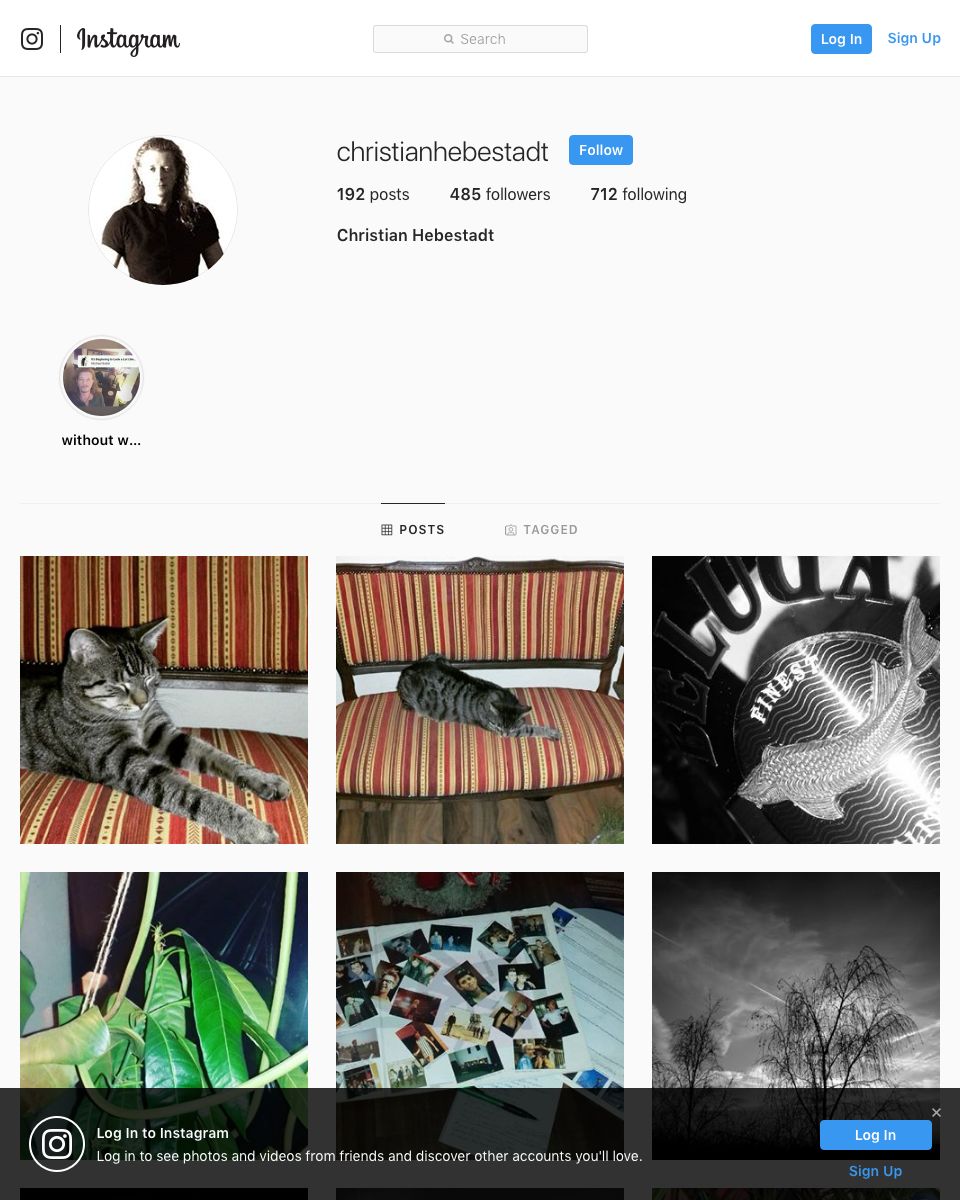 Instagram
Search
Log In
Sign Up
christianhebestadt
Follow
192 posts
485 followers
712 following
Christian Hebestadt
without w...
POSTS
TAGGED
BELUGA
FINEST
Log In to Instagram
Log in to see photos and videos from friends and discover other accounts you'll love.
×
Log In
Sign Up